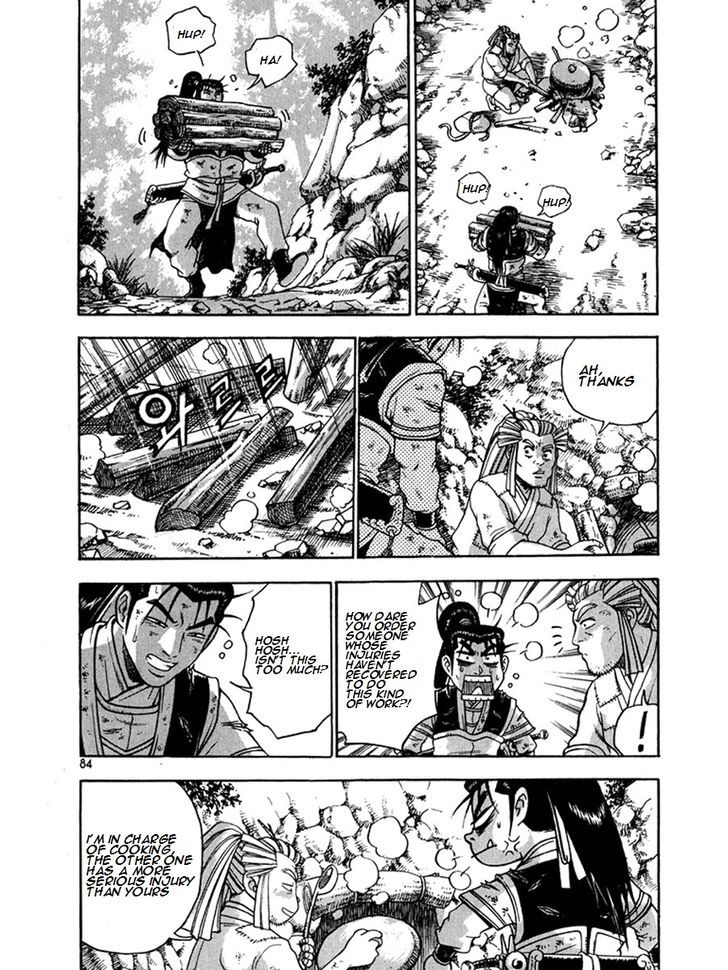 HUP!
HA!
HUP!
HUP!
와르르
AH,
THANKS
HOSH
HOSH...
ISN'T THIS
TOO MUCH?
HOW DARE
YOU ORDER
SOMEONE
WHOSE
INJURIES
HAVEN'T
RECOVERED
TO DO
THIS KIND
OF WORK?!
!
84
I'M IN CHARGE
OF COOKING,
THE OTHER ONE
HAS A MORE
SERIOUS INJURY
THAN YOURS